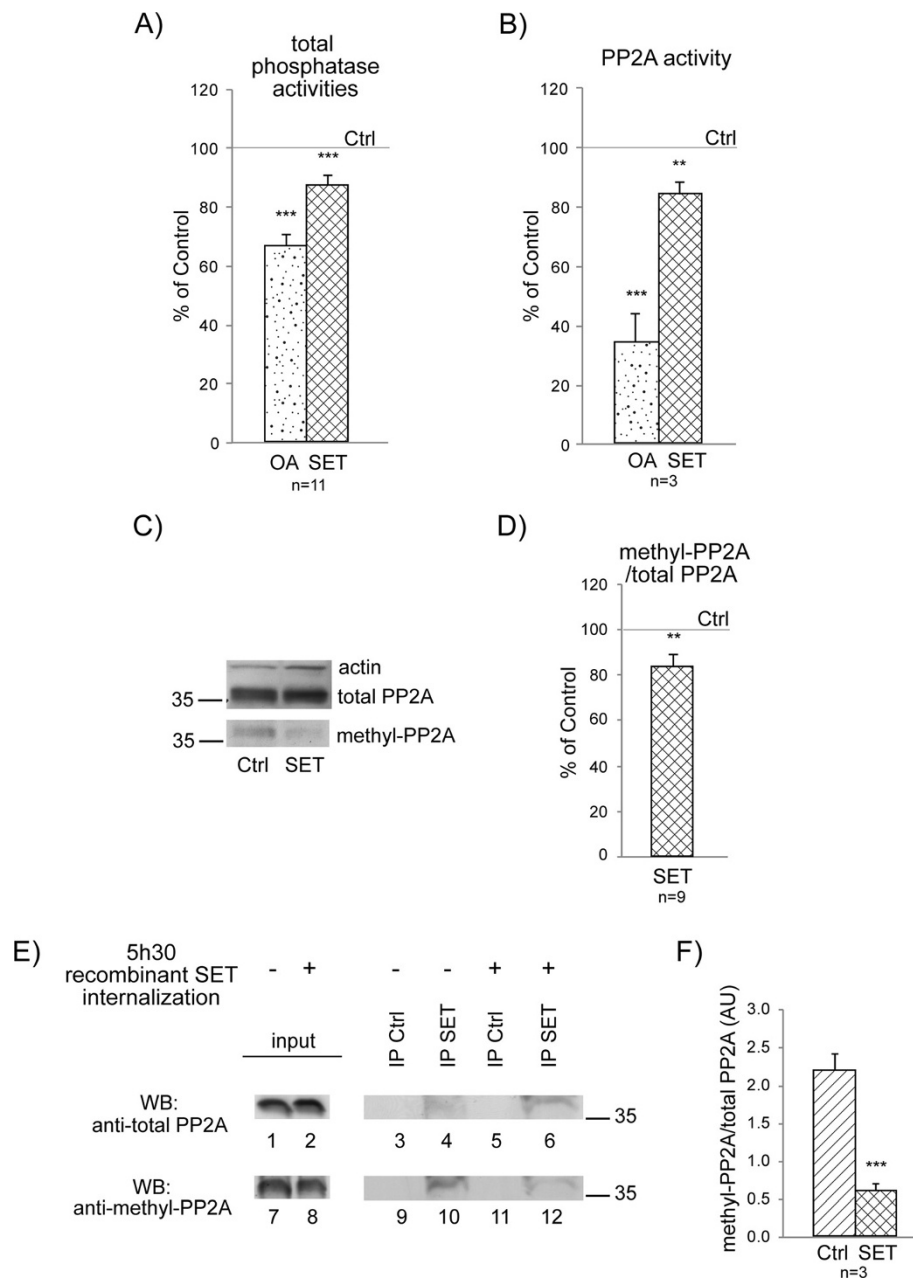 A)
total
phosphatase
activities
120
100
80
60
40
20
0
% of Control
Ctrl
***
***
OA SET
n=11
B)
PP2A activity
120
100
80
60
40
20
0
% of Control
Ctrl
***
**
OA SET
n=3
C)
actin
35
total PP2A
35
methyl-PP2A
Ctrl SET
D)
methyl-PP2A
/total PP2A
120
100
80
60
40
20
0
% of Control
Ctrl
**
SET
n=9
E)
5h30
recombinant SET
internalization
- + - - + +
input
IP Ctrl
IP SET
IP Ctrl
IP SET
WB:
anti-total PP2A
35
1 2 3 4 5 6
WB:
anti-methyl-PP2A
35
7 8 9 10 11 12
F)
methyl-PP2A/total PP2A (AU)
3.0
2.5
2.0
1.5
1.0
0.5
0.0
***
Ctrl SET
n=3